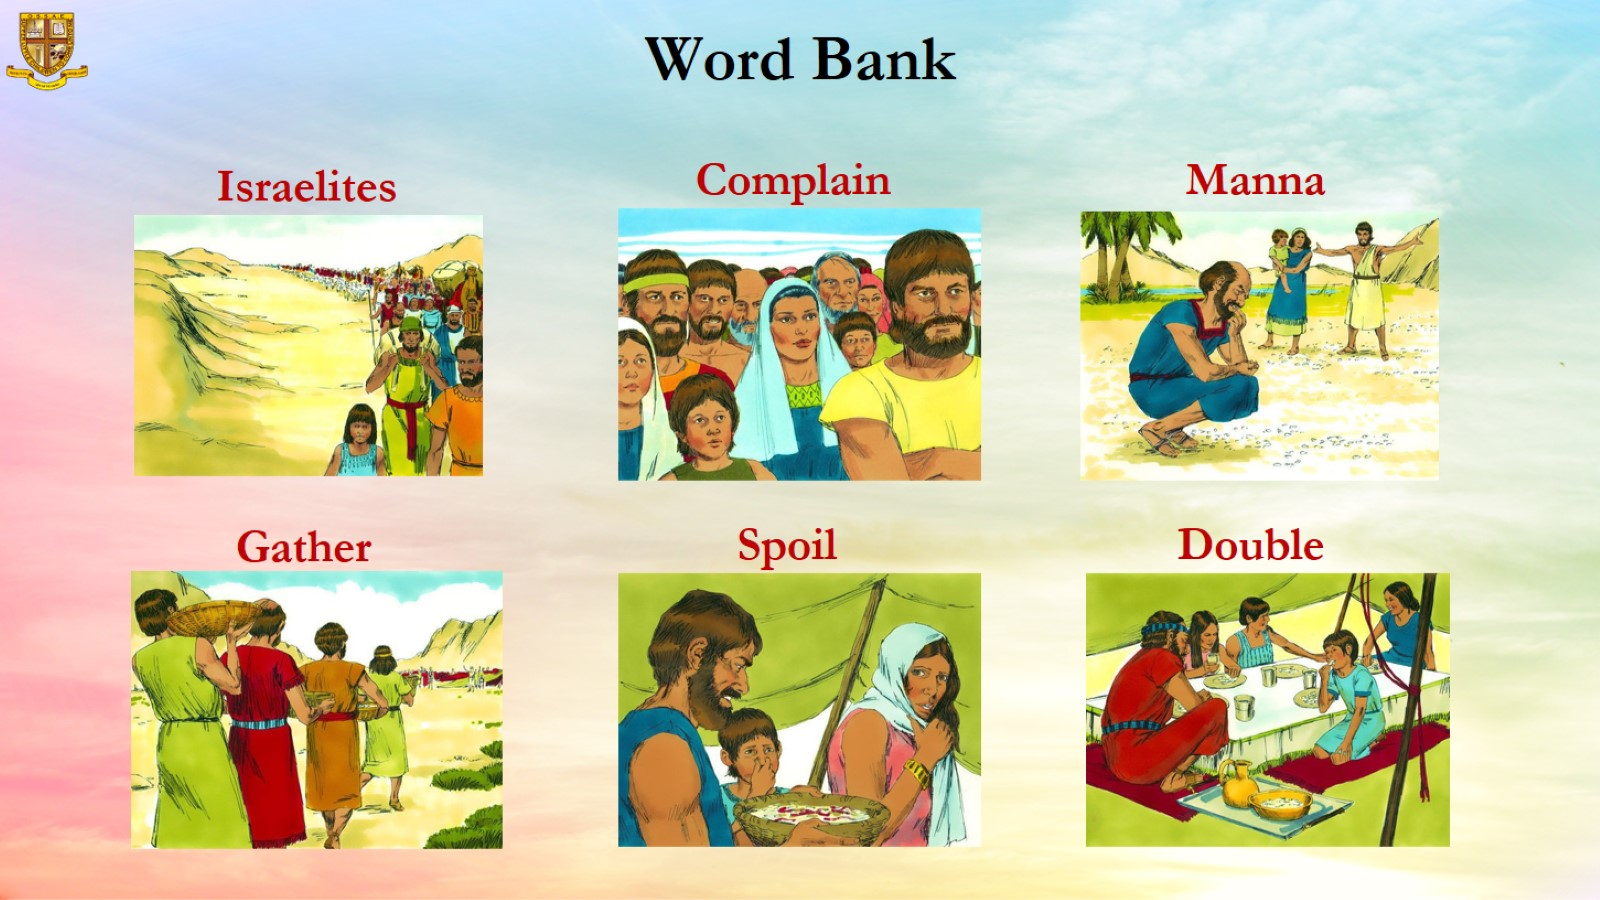 Word Bank
Israelites
Complain
Manna
Gather
Spoil
Double